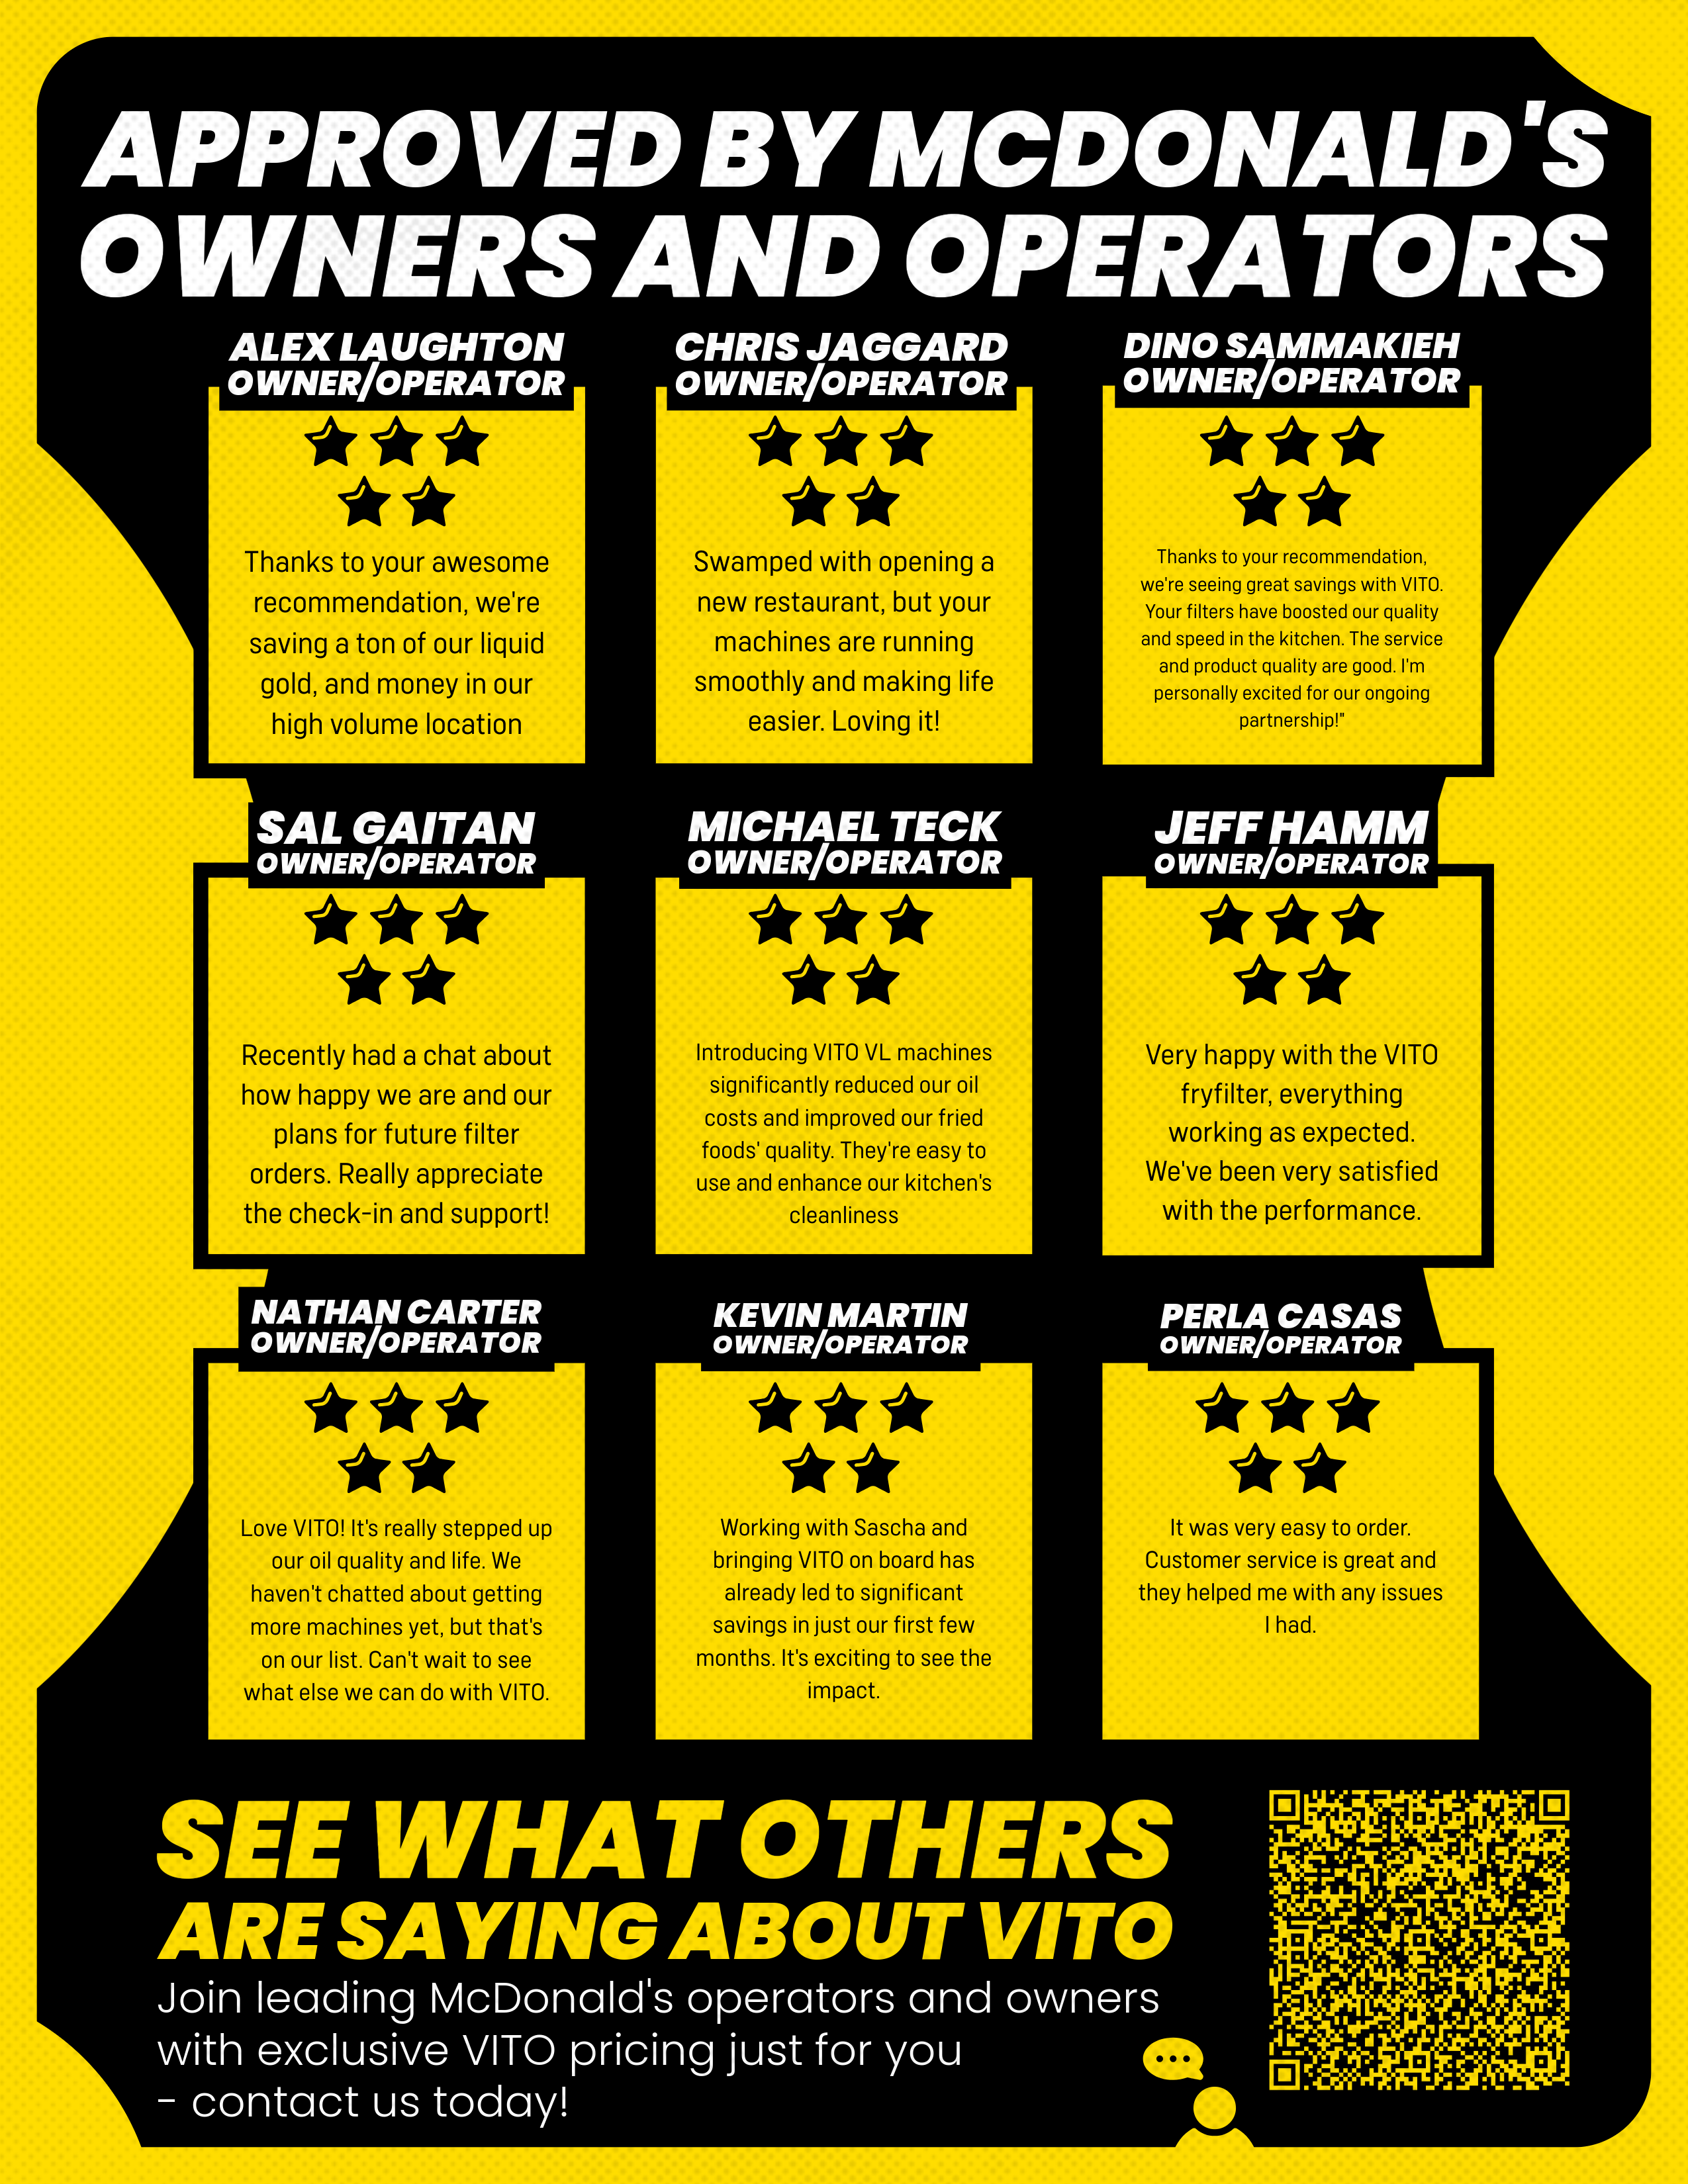 APPROVED BY MCDONALD'S
OWNERS AND OPERATORS
ALEX LAUGHTON
OWNER/OPERATOR
Thanks to your awesome
recommendation, we're
saving a ton of our liquid
gold, and money in our
high volume location
CHRIS JAGGARD
OWNER/OPERATOR
Swamped with opening a
new restaurant, but your
machines are running
smoothly and making life
easier. Loving it!
DINO SAMMAKIEH
OWNER/OPERATOR
Thanks to your recommendation,
we're seeing great savings with VITO.
Your filters have boosted our quality
and speed in the kitchen. The service
and product quality are good. I'm
personally excited for our ongoing
partnership!"
SAL GAITAN
OWNER/OPERATOR
Recently had a chat about
how happy we are and our
plans for future filter
orders. Really appreciate
the check-in and support!
MICHAEL TECK
OWNER/OPERATOR
Introducing VITO VL machines
significantly reduced our oil
costs and improved our fried
foods' quality. They're easy to
use and enhance our kitchen's
cleanliness
JEFF HAMM
OWNER/OPERATOR
Very happy with the VITO
fryfilter, everything
working as expected.
We've been very satisfied
with the performance.
NATHAN CARTER
OWNER/OPERATOR
Love VITO! It's really stepped up
our oil quality and life. We
haven't chatted about getting
more machines yet, but that's
on our list. Can't wait to see
what else we can do with VITO.
KEVIN MARTIN
OWNER/OPERATOR
Working with Sascha and
bringing VITO on board has
already led to significant
savings in just our first few
months. It's exciting to see the
impact.
PERLA CASAS
OWNER/OPERATOR
It was very easy to order.
Customer service is great and
they helped me with any issues
I had.
SEE WHAT OTHERS
ARE SAYING ABOUT VITO
Join leading McDonald's operators and owners
with exclusive VITO pricing just for you
- contact us today!